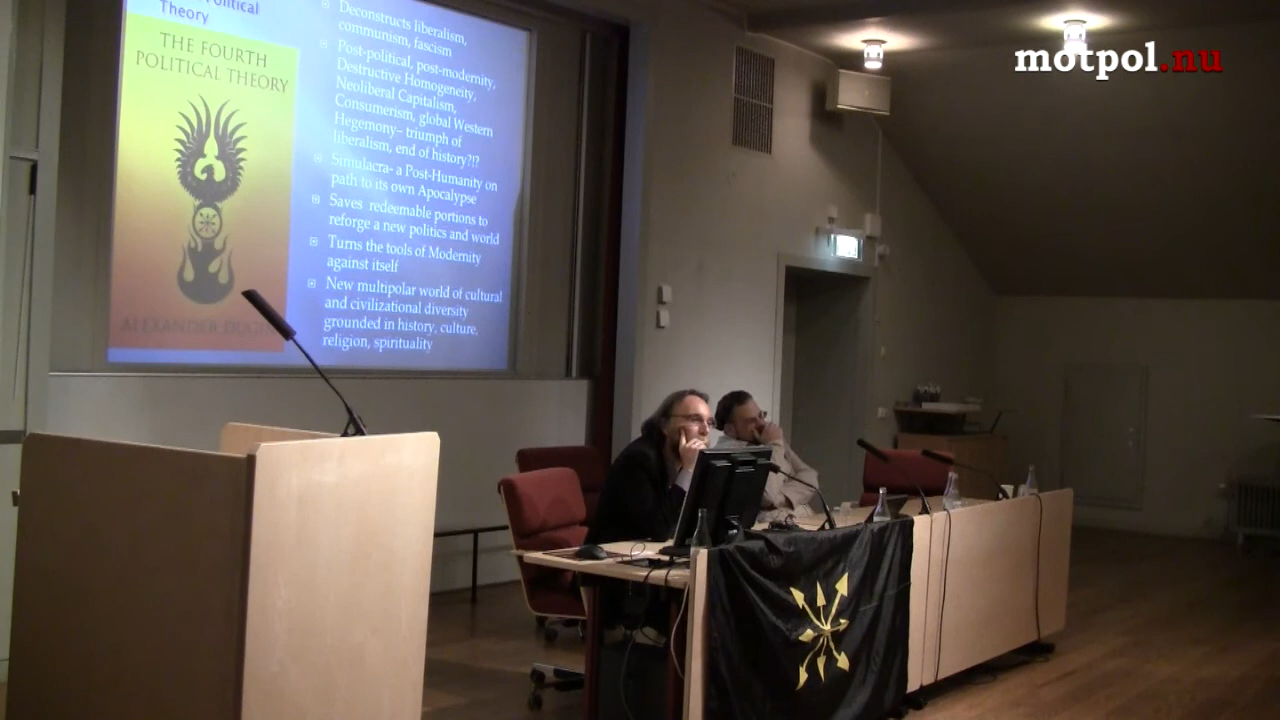 Political
Theory
THE FOURTH
POLITICAL THEORY
ALEXANDER DUGIN
Deconstructs liberalism,
communism, fascism
Post-political, post-modernity,
Destructive Homogeneity,
Neoliberal Capitalism,
Consumerism, global Western
Hegemony– triumph of
liberalism, end of history?!?
Simulacra- a Post-Humanity on
path to its own Apocalypse
Saves redeemable portions to
reforge a new politics and world
Turns the tools of Modernity
against itself
New multipolar world of cultural
and civilizational diversity
grounded in history, culture,
religion, spirituality
motpol.nu